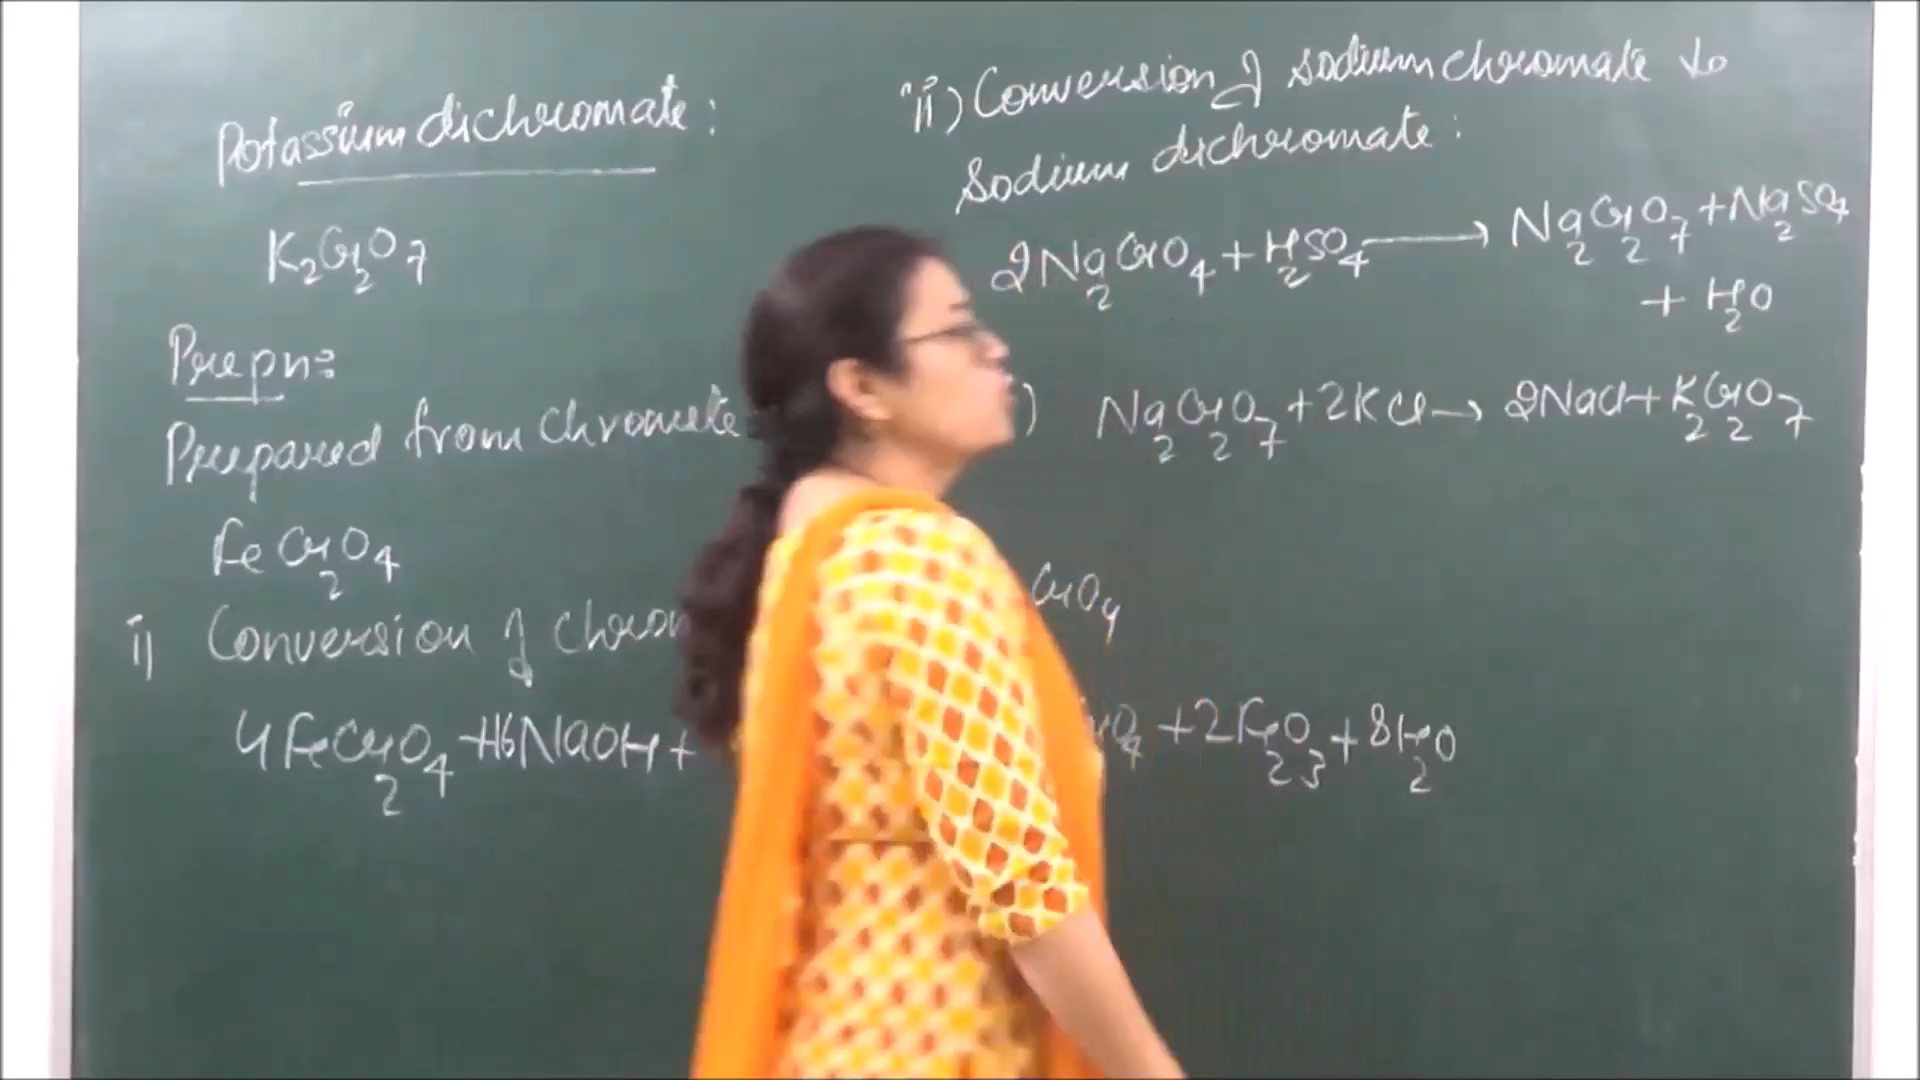 Potassium dichromate:
K₂Cr₂O₇
Prepn:
Prepared from chromite
FeCr₂O₄
i) Conversion of chrom
CrO₄
4FeCr₂O₄ + 16NaOH +
O₄ + 2Fe₂O₃ + 8H₂O
ii) Conversion of sodium chromate to
sodium dichromate:
2Na₂CrO₄ + H₂SO₄ → Na₂Cr₂O₇ + Na₂SO₄
+ H₂O
) Na₂Cr₂O₇ + 2KCl → 2NaCl + K₂Cr₂O₇